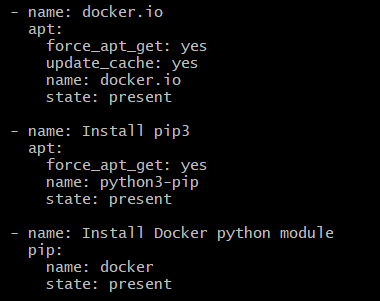 - name: docker.io
  apt:
    force_apt_get: yes
    update_cache: yes
    name: docker.io
    state: present

- name: Install pip3
  apt:
    force_apt_get: yes
    name: python3-pip
    state: present

- name: Install Docker python module
  pip:
    name: docker
    state: present